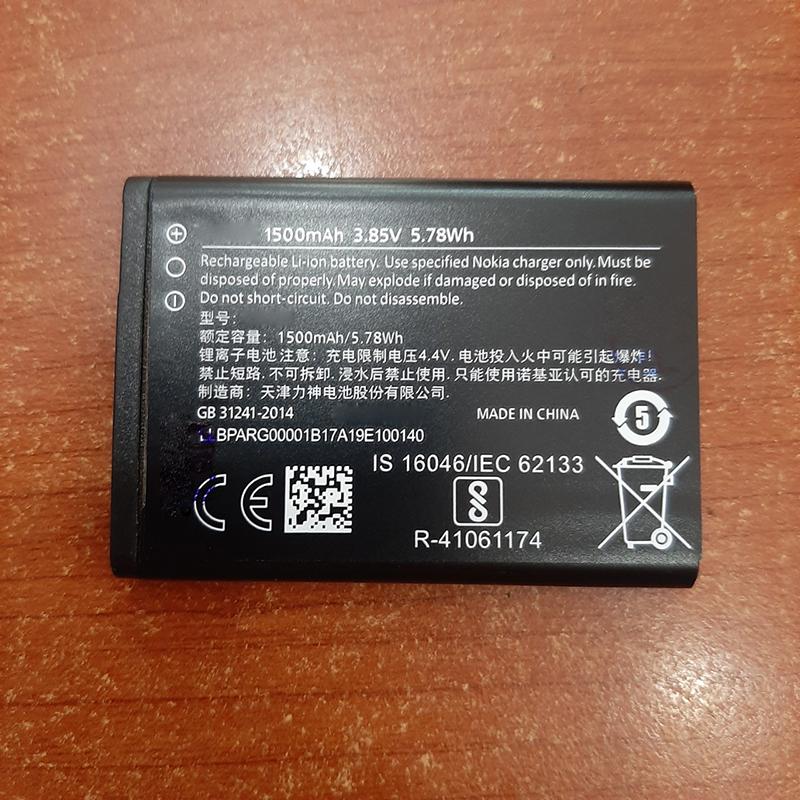 1500mAh 3.85V 5.78Wh
Rechargeable Li-ion battery. Use specified Nokia charger only. Must be
disposed of properly. May explode if damaged or disposed of in fire.
Do not short-circuit. Do not disassemble.
型号:
额定容量: 1500mAh/5.78Wh
锂离子电池 注意: 充电限制电压4.4V. 电池投入火中可能引起爆炸!
禁止短路. 不可拆卸. 浸水后禁止使用. 只能使用诺基亚认可的充电器.
制造商: 天津力神电池股份有限公司.
GB 31241-2014
MADE IN CHINA
5
LBPARG00001B17A19E100140
IS 16046/IEC 62133
CE
R-41061174